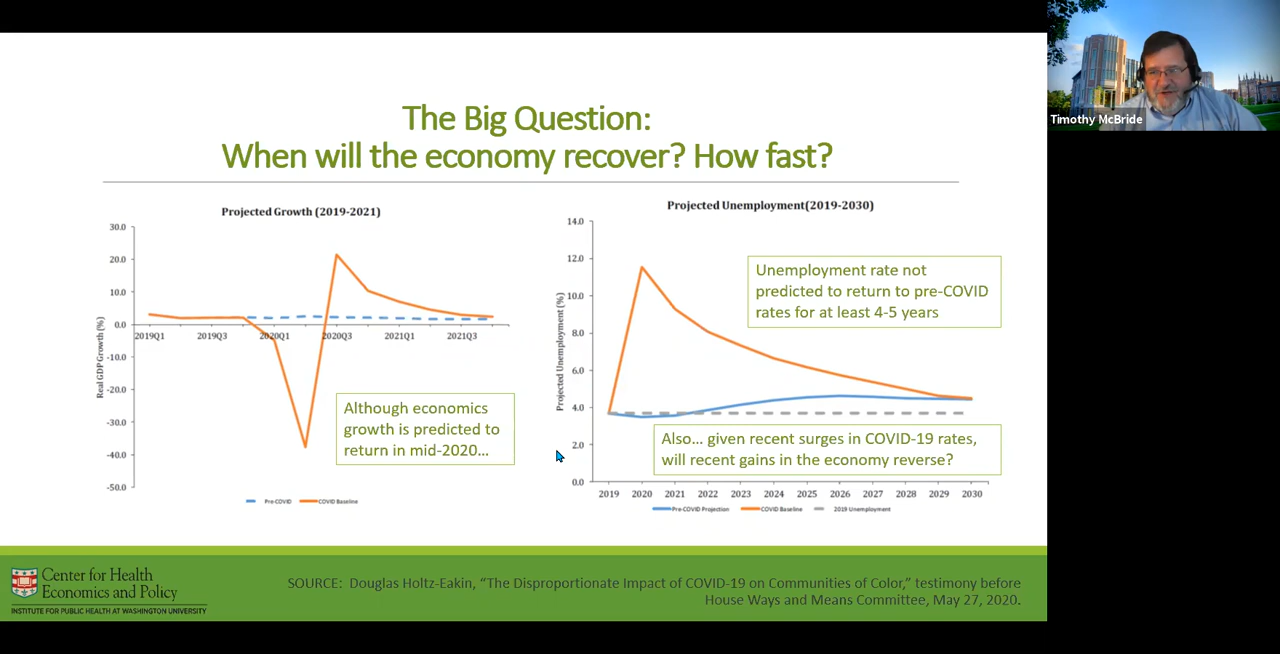 Timothy McBride
The Big Question:
When will the economy recover? How fast?
Projected Growth (2019-2021)
30.0
20.0
10.0
0.0
-10.0
-20.0
-30.0
-40.0
-50.0
Real GDP Growth (%)
2019Q1 2019Q3 2020Q1 2020Q3 2021Q1 2021Q3
Although economics
growth is predicted to
return in mid-2020...
Pre-COVID COVID Baseline
Projected Unemployment(2019-2030)
14.0
12.0
10.0
8.0
6.0
4.0
2.0
0.0
Projected Unemployment (%)
Unemployment rate not
predicted to return to pre-COVID
rates for at least 4-5 years
Also... given recent surges in COVID-19 rates,
will recent gains in the economy reverse?
2019 2020 2021 2022 2023 2024 2025 2026 2027 2028 2029 2030
Pre-COVID Projection COVID Baseline 2019 Unemployment
Center for Health
Economics and Policy
INSTITUTE FOR PUBLIC HEALTH AT WASHINGTON UNIVERSITY
SOURCE: Douglas Holtz-Eakin, “The Disproportionate Impact of COVID-19 on Communities of Color,” testimony before
House Ways and Means Committee, May 27, 2020.